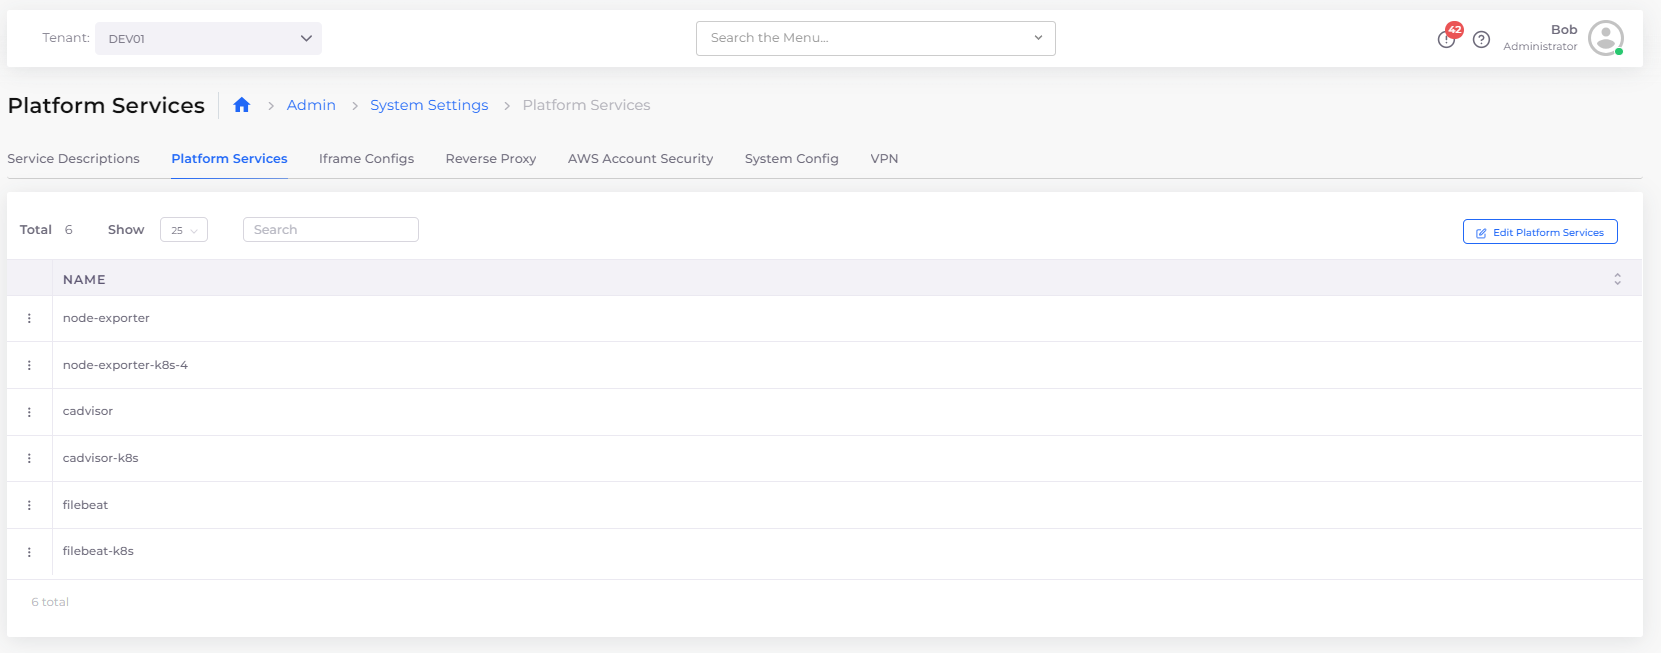 Tenant: DEV01 Search the Menu... 42 Bob
Administrator
Platform Services Admin System Settings Platform Services
Service Descriptions Platform Services Iframe Configs Reverse Proxy AWS Account Security System Config VPN
Total 6 Show 25 Search Edit Platform Services
NAME
node-exporter
node-exporter-k8s-4
cadvisor
cadvisor-k8s
filebeat
filebeat-k8s
6 total